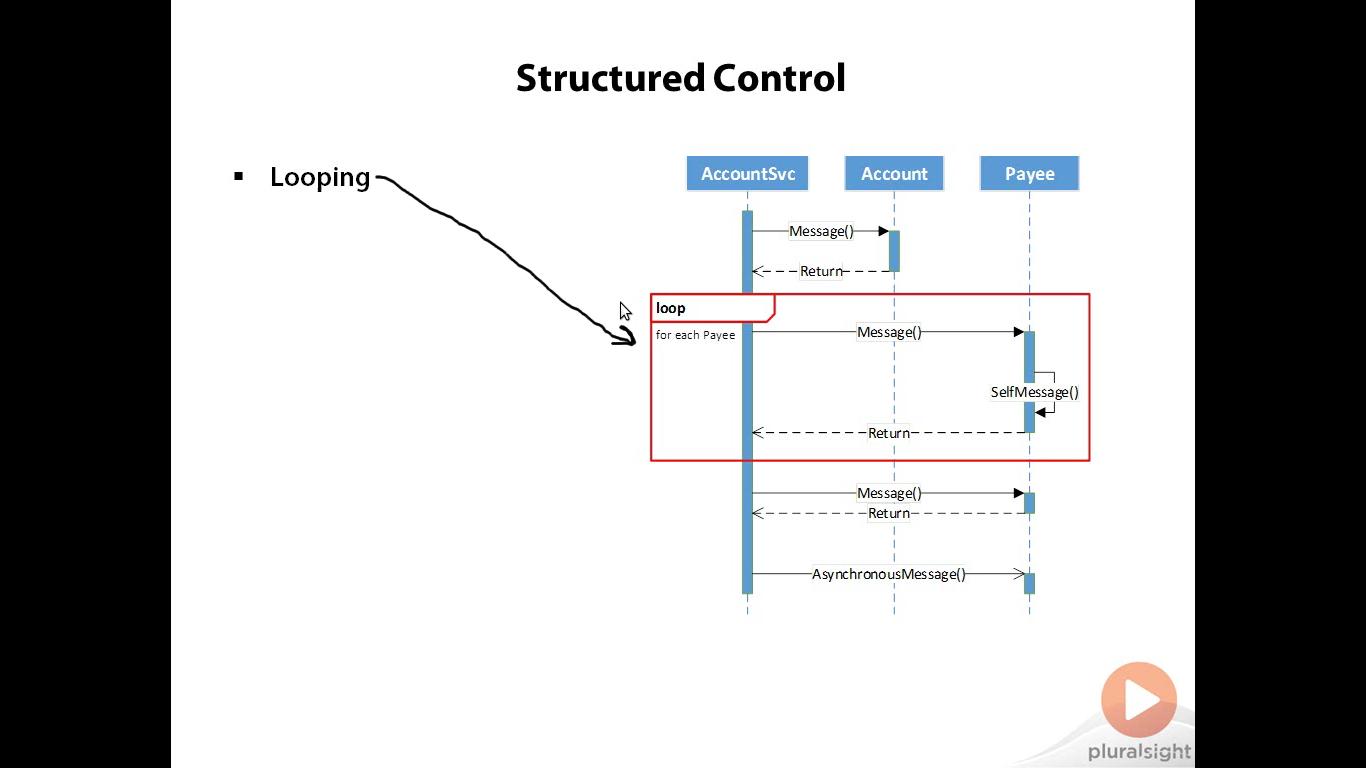 Structured Control
Looping
AccountSvc
Account
Payee
Message()
Return
loop
for each Payee
Message()
SelfMessage()
Return
Message()
Return
AsynchronousMessage()
pluralsight